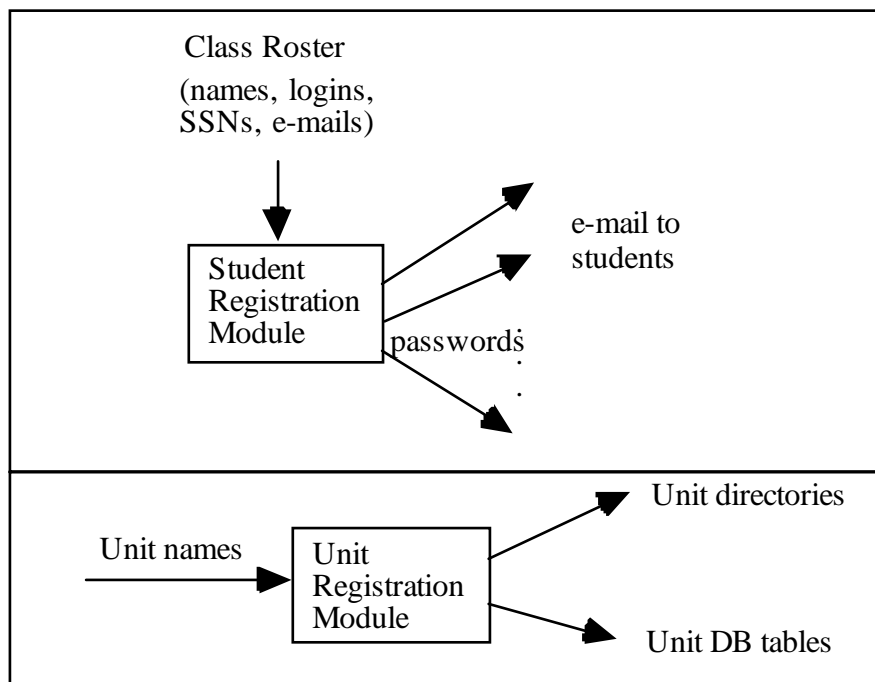 Class Roster
(names, logins,
SSNs, e-mails)
e-mail to
students
Student
Registration
Module
passwords
.
.
.
Unit directories
Unit names
Unit
Registration
Module
Unit DB tables